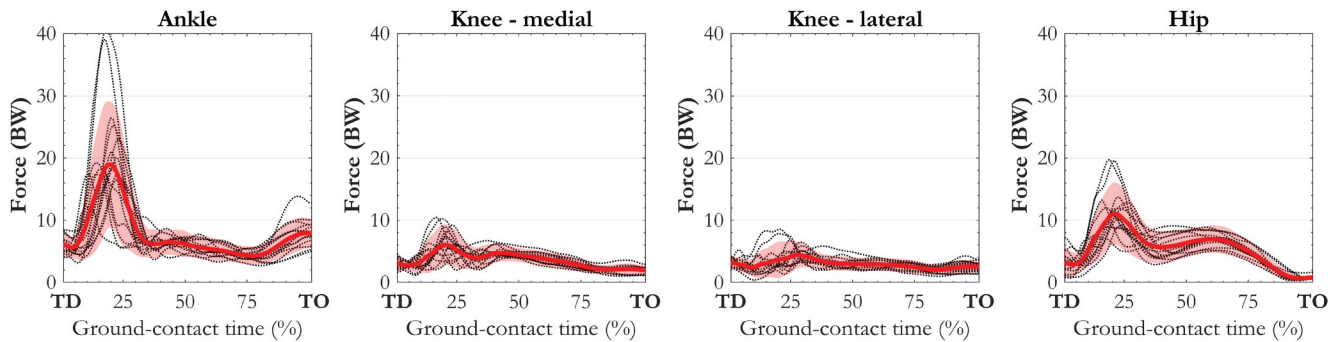 Ankle
Force (BW)
40
30
20
10
0
TD 25 50 75 TO
Ground-contact time (%)
Knee - medial
Force (BW)
40
30
20
10
0
TD 25 50 75 TO
Ground-contact time (%)
Knee - lateral
Force (BW)
40
30
20
10
0
TD 25 50 75 TO
Ground-contact time (%)
Hip
Force (BW)
40
30
20
10
0
TD 25 50 75 TO
Ground-contact time (%)